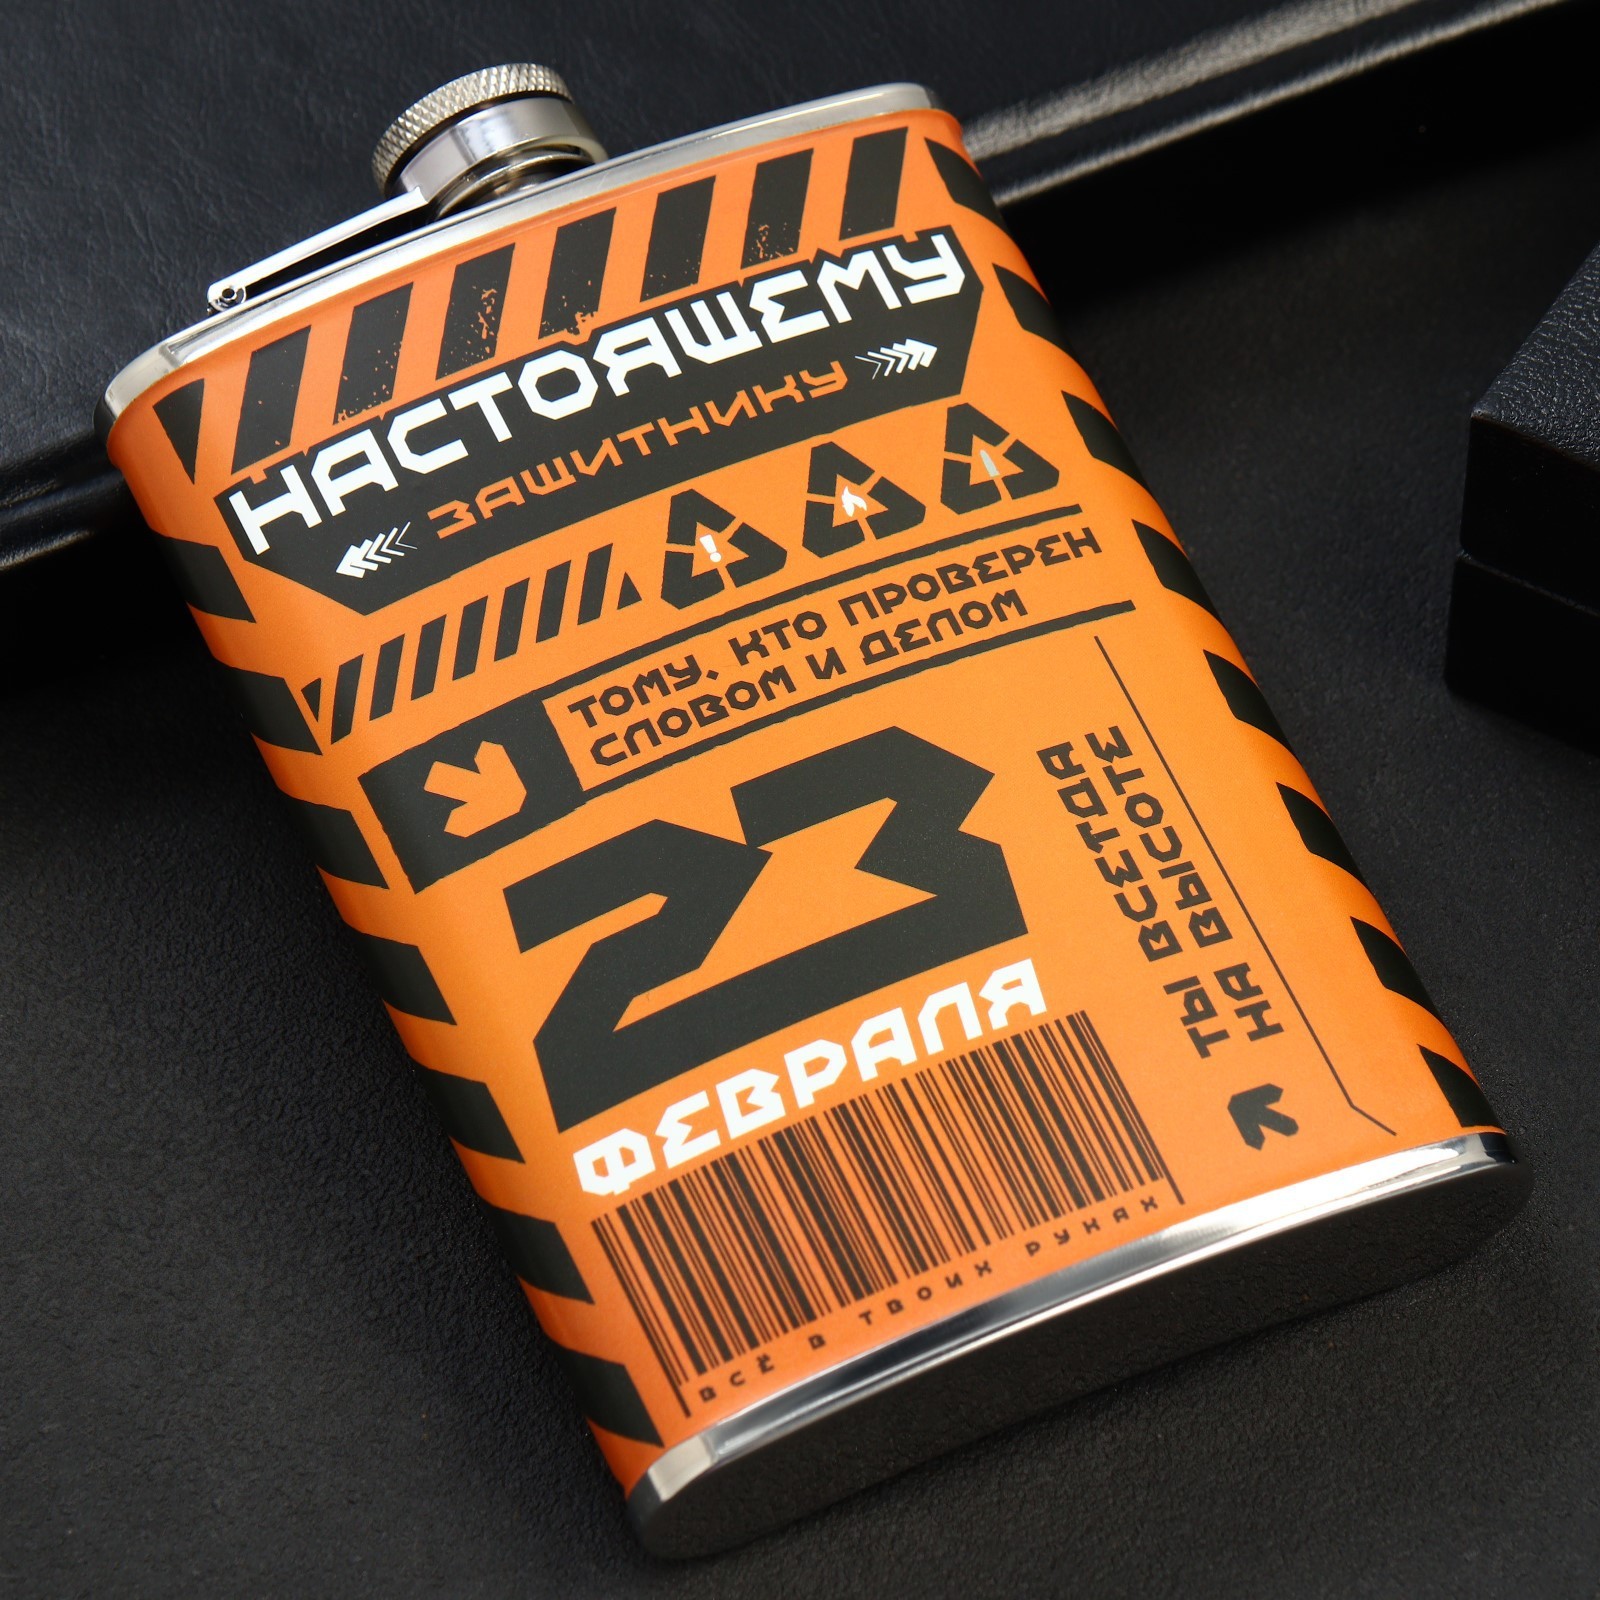 НАСТОЯЩЕМУ
ЗАЩИТНИКУ
ТОМУ, КТО ПРОВЕРЕН
СЛОВОМ И ДЕЛОМ
23
ФЕВРАЛЯ
ТЫ ВСЕГДА
НА ВЫСОТЕ
ВСЁ В ТВОИХ РУКАХ